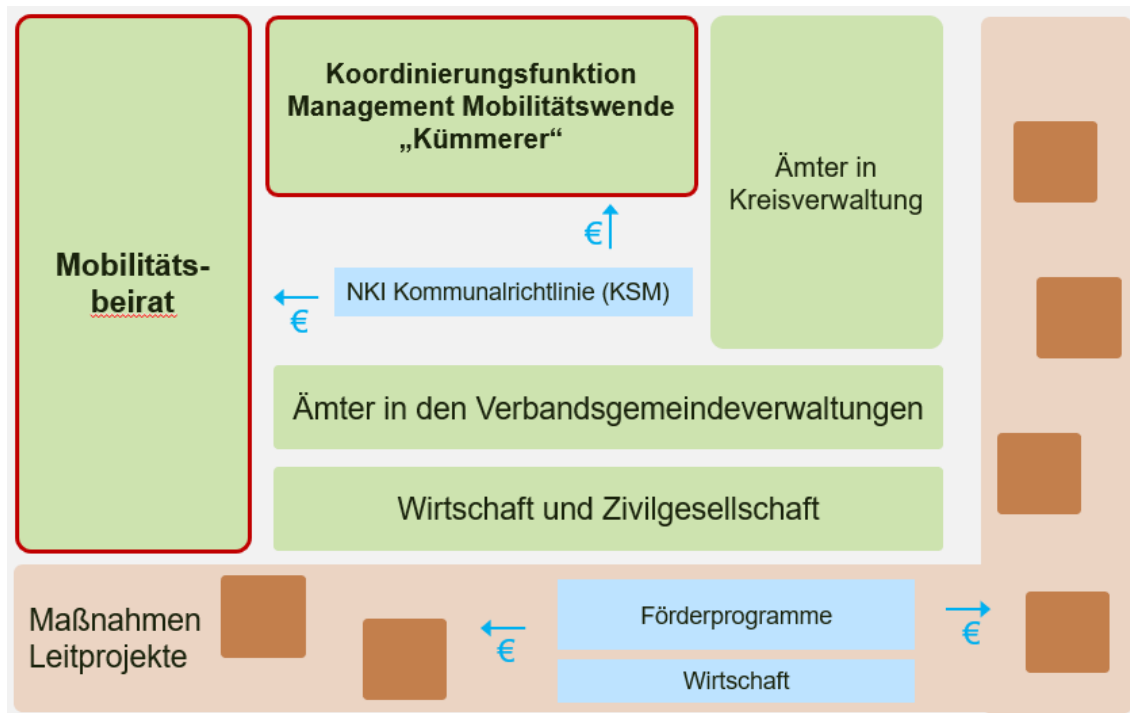 Koordinierungsfunktion
Management Mobilitätswende
„Kümmerer“
Ämter in
Kreisverwaltung
Mobilitäts-
beirat
€
NKI Kommunalrichtlinie (KSM)
€
Ämter in den Verbandsgemeindeverwaltungen
Wirtschaft und Zivilgesellschaft
Maßnahmen
Leitprojekte
Förderprogramme
€
€
Wirtschaft